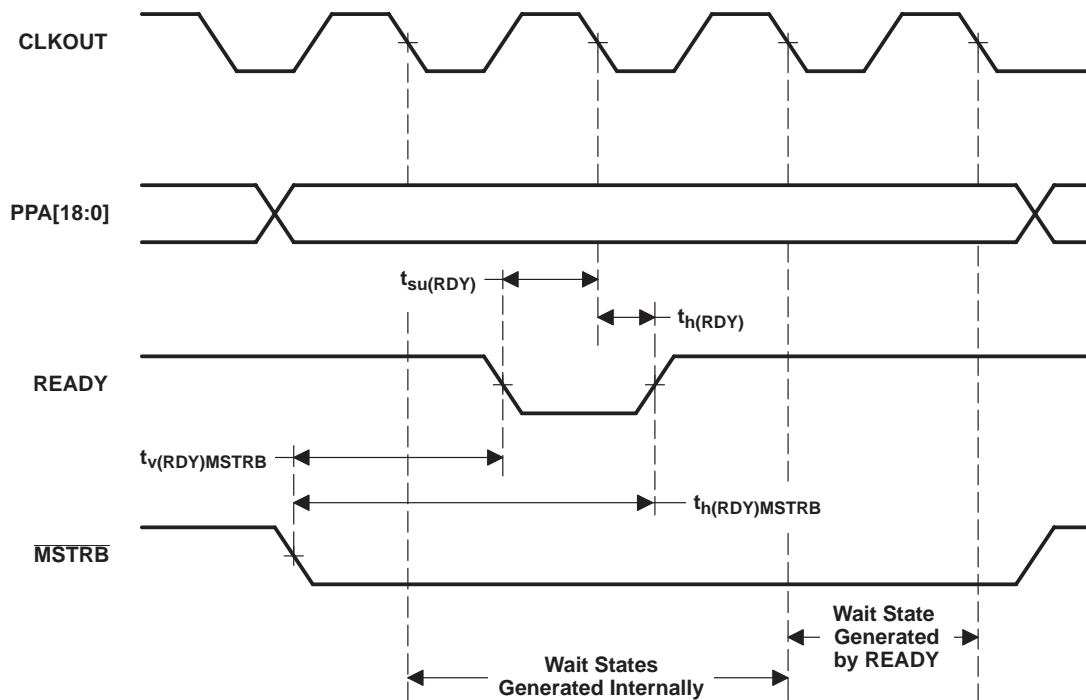 CLKOUT
PPA[18:0]
tsu(RDY)
th(RDY)
READY
tv(RDY)MSTRB
th(RDY)MSTRB
MSTRB
Wait State
Generated
by READY
Wait States
Generated Internally